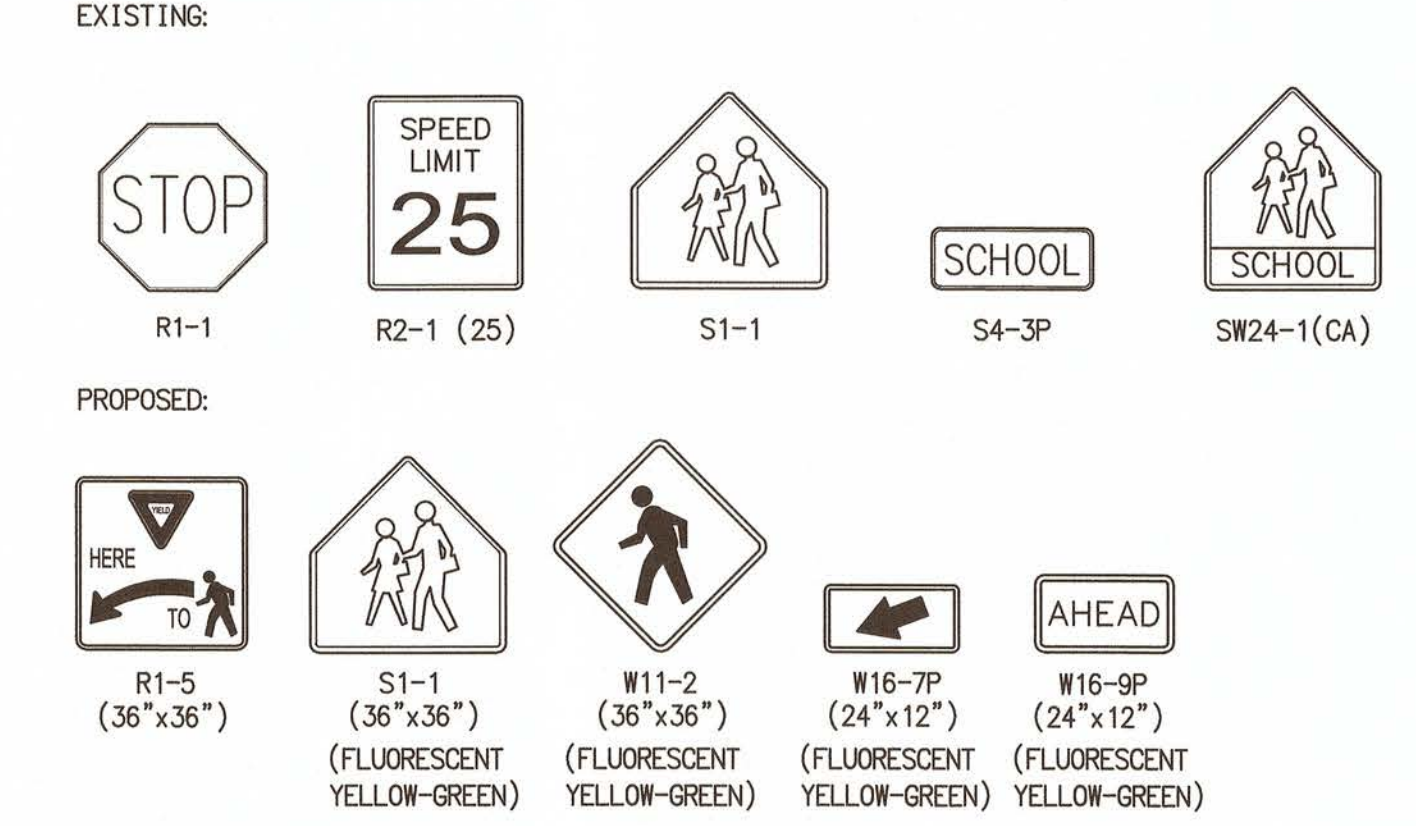 EXISTING:
STOP
SPEED
LIMIT
25
SCHOOL
SCHOOL
R1-1
R2-1 (25)
S1-1
S4-3P
SW24-1(CA)
PROPOSED:
YIELD
HERE
TO
AHEAD
R1-5
(36"x36")
S1-1
(36"x36")
(FLUORESCENT
YELLOW-GREEN)
W11-2
(36"x36")
(FLUORESCENT
YELLOW-GREEN)
W16-7P
(24"x12")
(FLUORESCENT
YELLOW-GREEN)
W16-9P
(24"x12")
(FLUORESCENT
YELLOW-GREEN)